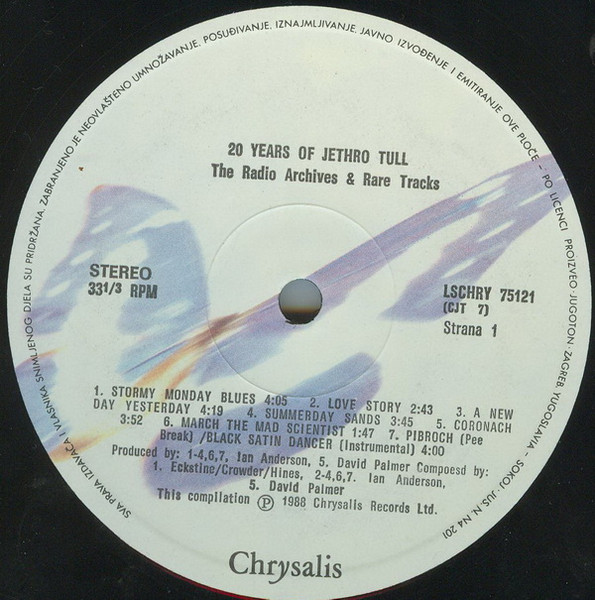 SVA PRAVA IZDAVAČA I VLASNIKA SNIMLJENOG DJELA SU PRIDRŽANA. ZABRANJENO JE NEOVLAŠTENO UMNOŽAVANJE, POSUĐIVANJE, IZNAJMLJIVANJE, JAVNO IZVOĐENJE I EMITIRANJE OVE PLOČE - PO LICENCI PROIZVEO JUGOTON - ZAGREB, YUGOSLAVIA - SOKOJ - JUS. N. N4 201
20 YEARS OF JETHRO TULL
The Radio Archives & Rare Tracks
STEREO
33 1/3 RPM
LSCHRY 75121
(CJT 7)
Strana 1
1. STORMY MONDAY BLUES 4:05 2. LOVE STORY 2:43 3. A NEW
DAY YESTERDAY 4:19 4. SUMMERDAY SANDS 3:45 5. CORONACH
3:52 6. MARCH THE MAD SCIENTIST 1:47 7. PIBROCH (Pee
Break) /BLACK SATIN DANCER (Instrumental) 4:00
Produced by: 1-4,6,7, Ian Anderson, 5. David Palmer Compoesd by:
1. Eckstine/Crowder/Hines, 2-4,6,7. Ian Anderson,
5. David Palmer
This compilation Ⓟ 1988 Chrysalis Records Ltd.
Chrysalis